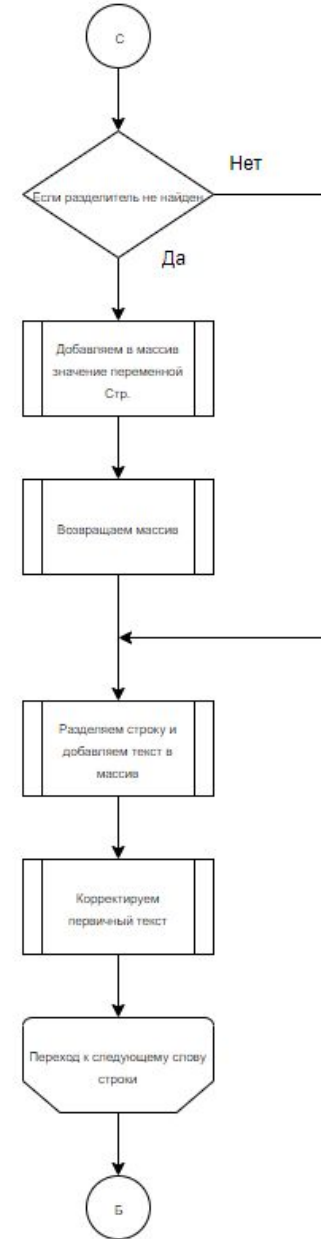 С
Если разделитель не найден
Нет
Да
Добавляем в массив
значение переменной
Стр.
Возвращаем массив
Разделяем строку и
добавляем текст в
массив
Корректируем
первичный текст
Переход к следующему слову
строки
Б